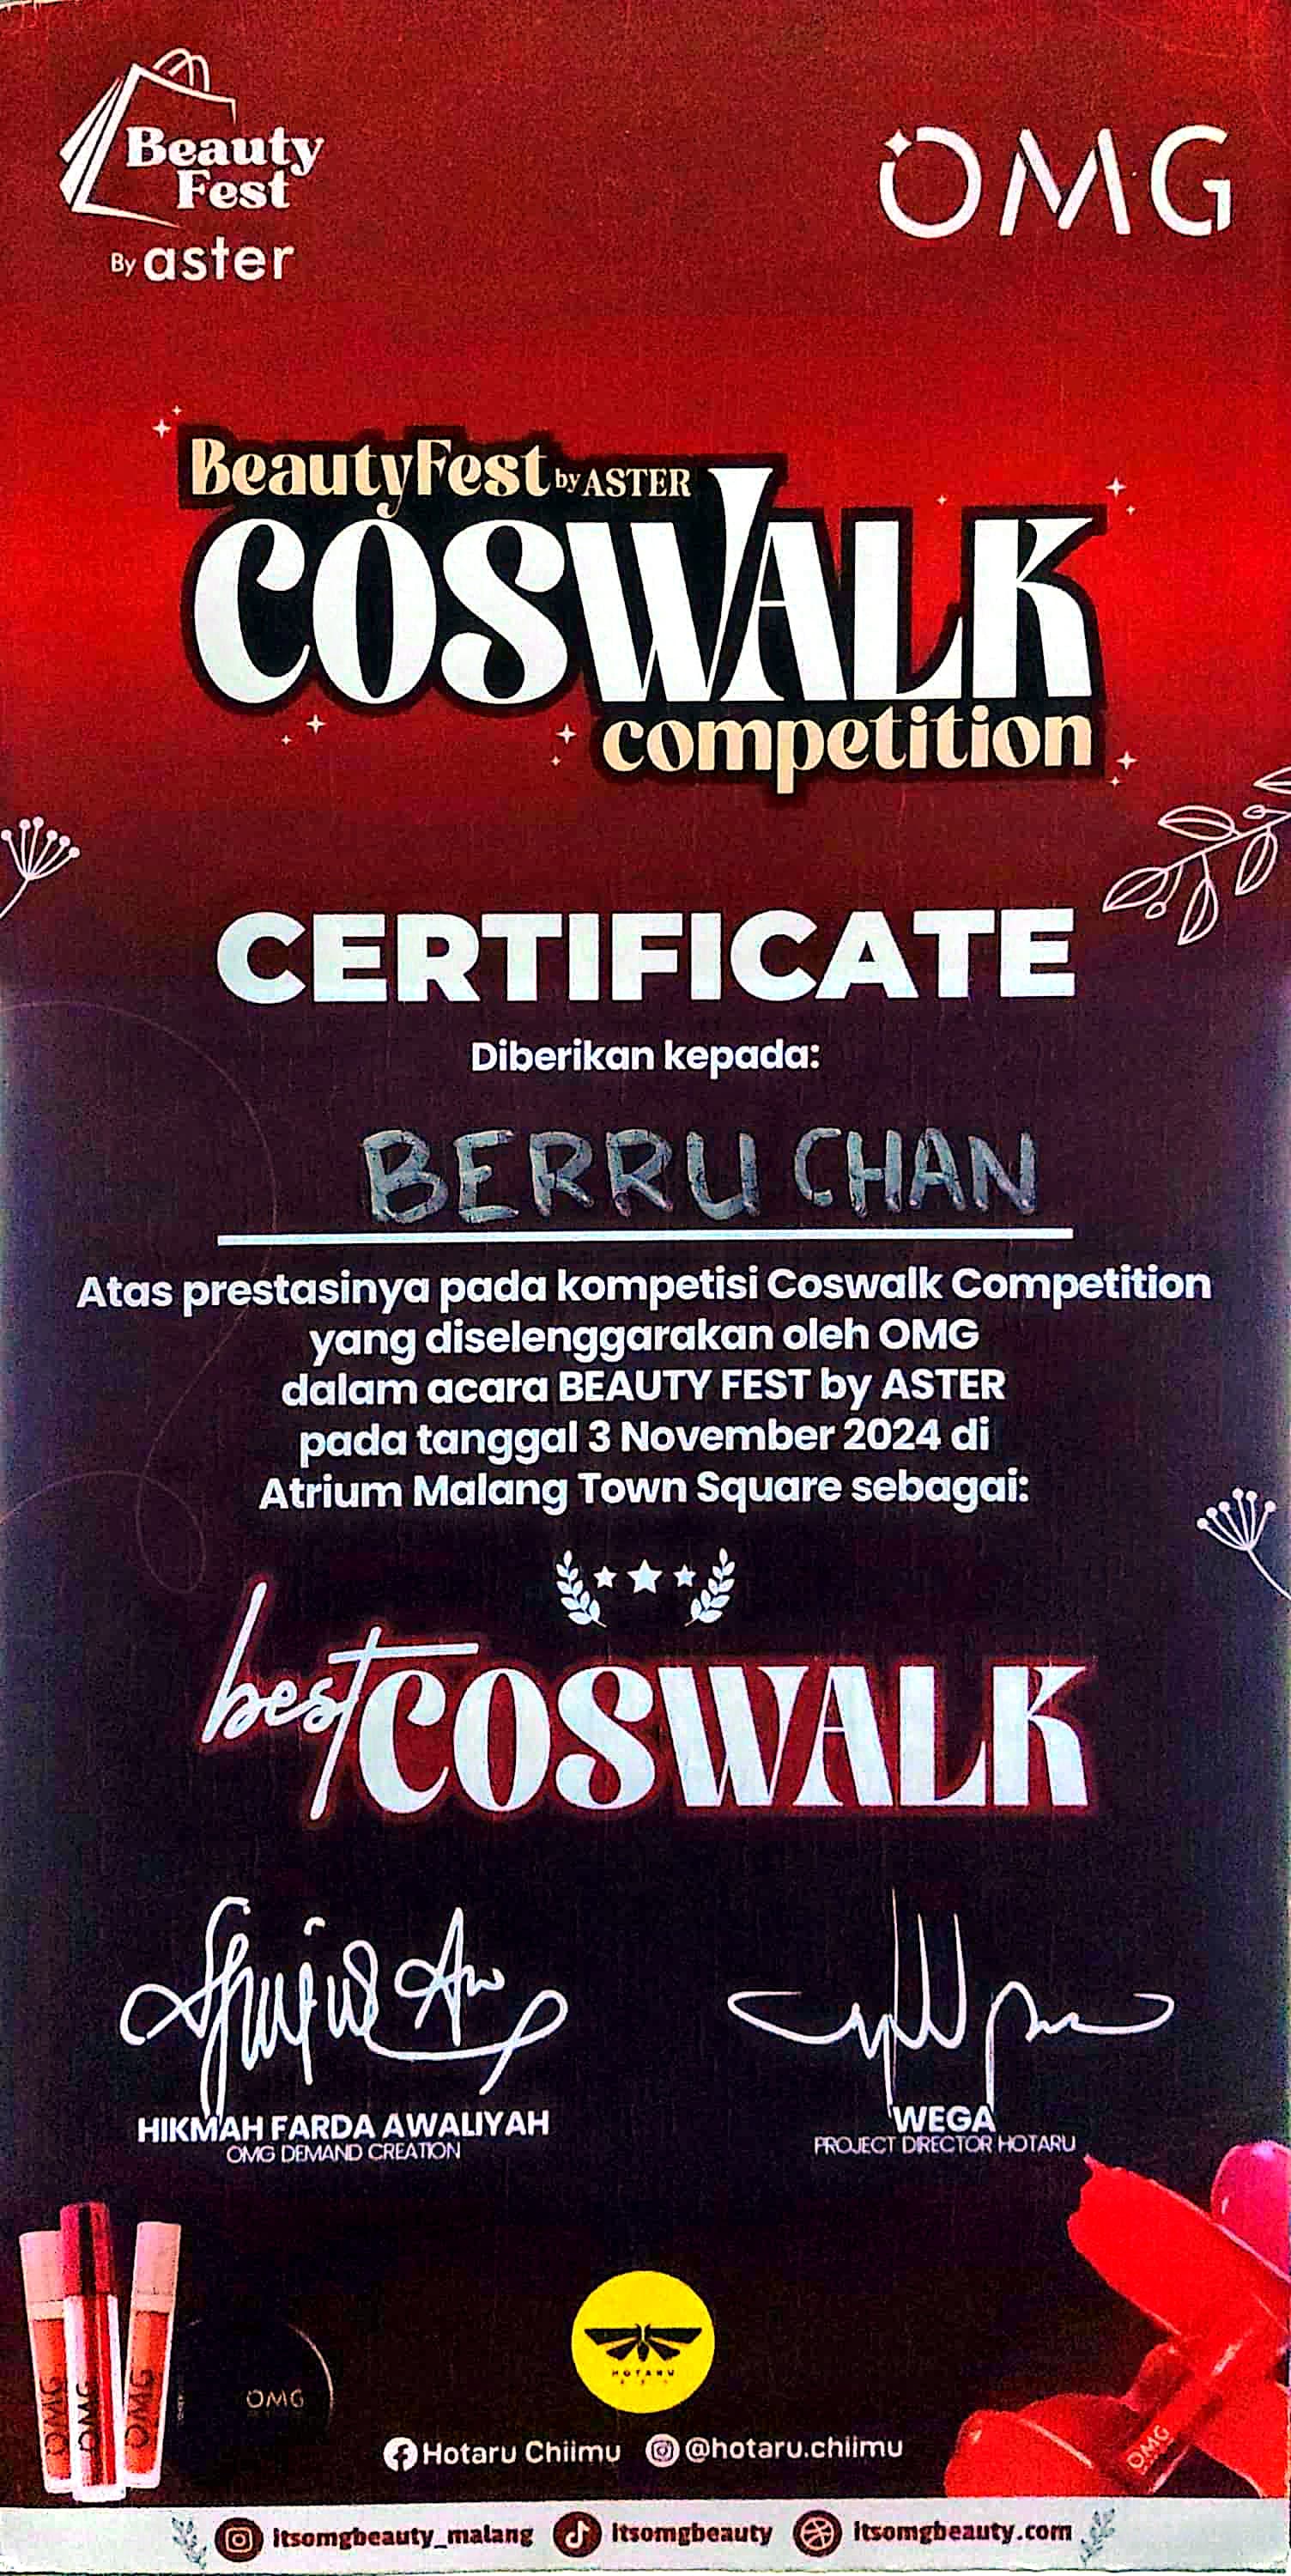 Beauty
Fest
By aster
OMG
BeautyFest by ASTER
COSWALK
competition
CERTIFICATE
Diberikan kepada:
BERRU CHAN
Atas prestasinya pada kompetisi Coswalk Competition
yang diselenggarakan oleh OMG
dalam acara BEAUTY FEST by ASTER
pada tanggal 3 November 2024 di
Atrium Malang Town Square sebagai:
best COSWALK
HIKMAH FARDA AWALIYAH
OMG DEMAND CREATION
WEGA
PROJECT DIRECTOR HOTARU
OMG
OMG
OMG
OMG
OMG
HOTARU
Hotaru Chiimu @hotaru.chiimu
itsomgbeauty_malang itsomgbeauty itsomgbeauty.com